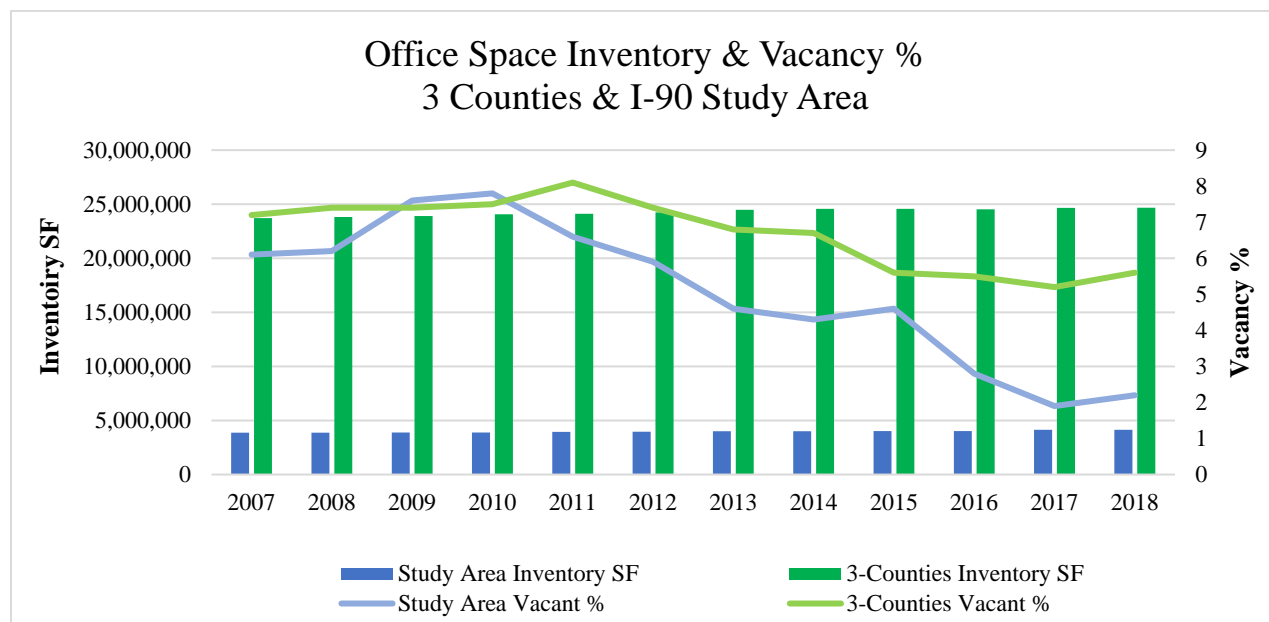 Office Space Inventory & Vacancy %
3 Counties & I-90 Study Area
Inventoiry SF
30,000,000
25,000,000
20,000,000
15,000,000
10,000,000
5,000,000
0
9
8
7
6
5
4
3
2
1
0
Vacancy %
2007 2008 2009 2010 2011 2012 2013 2014 2015 2016 2017 2018
Study Area Inventory SF 3-Counties Inventory SF
Study Area Vacant % 3-Counties Vacant %